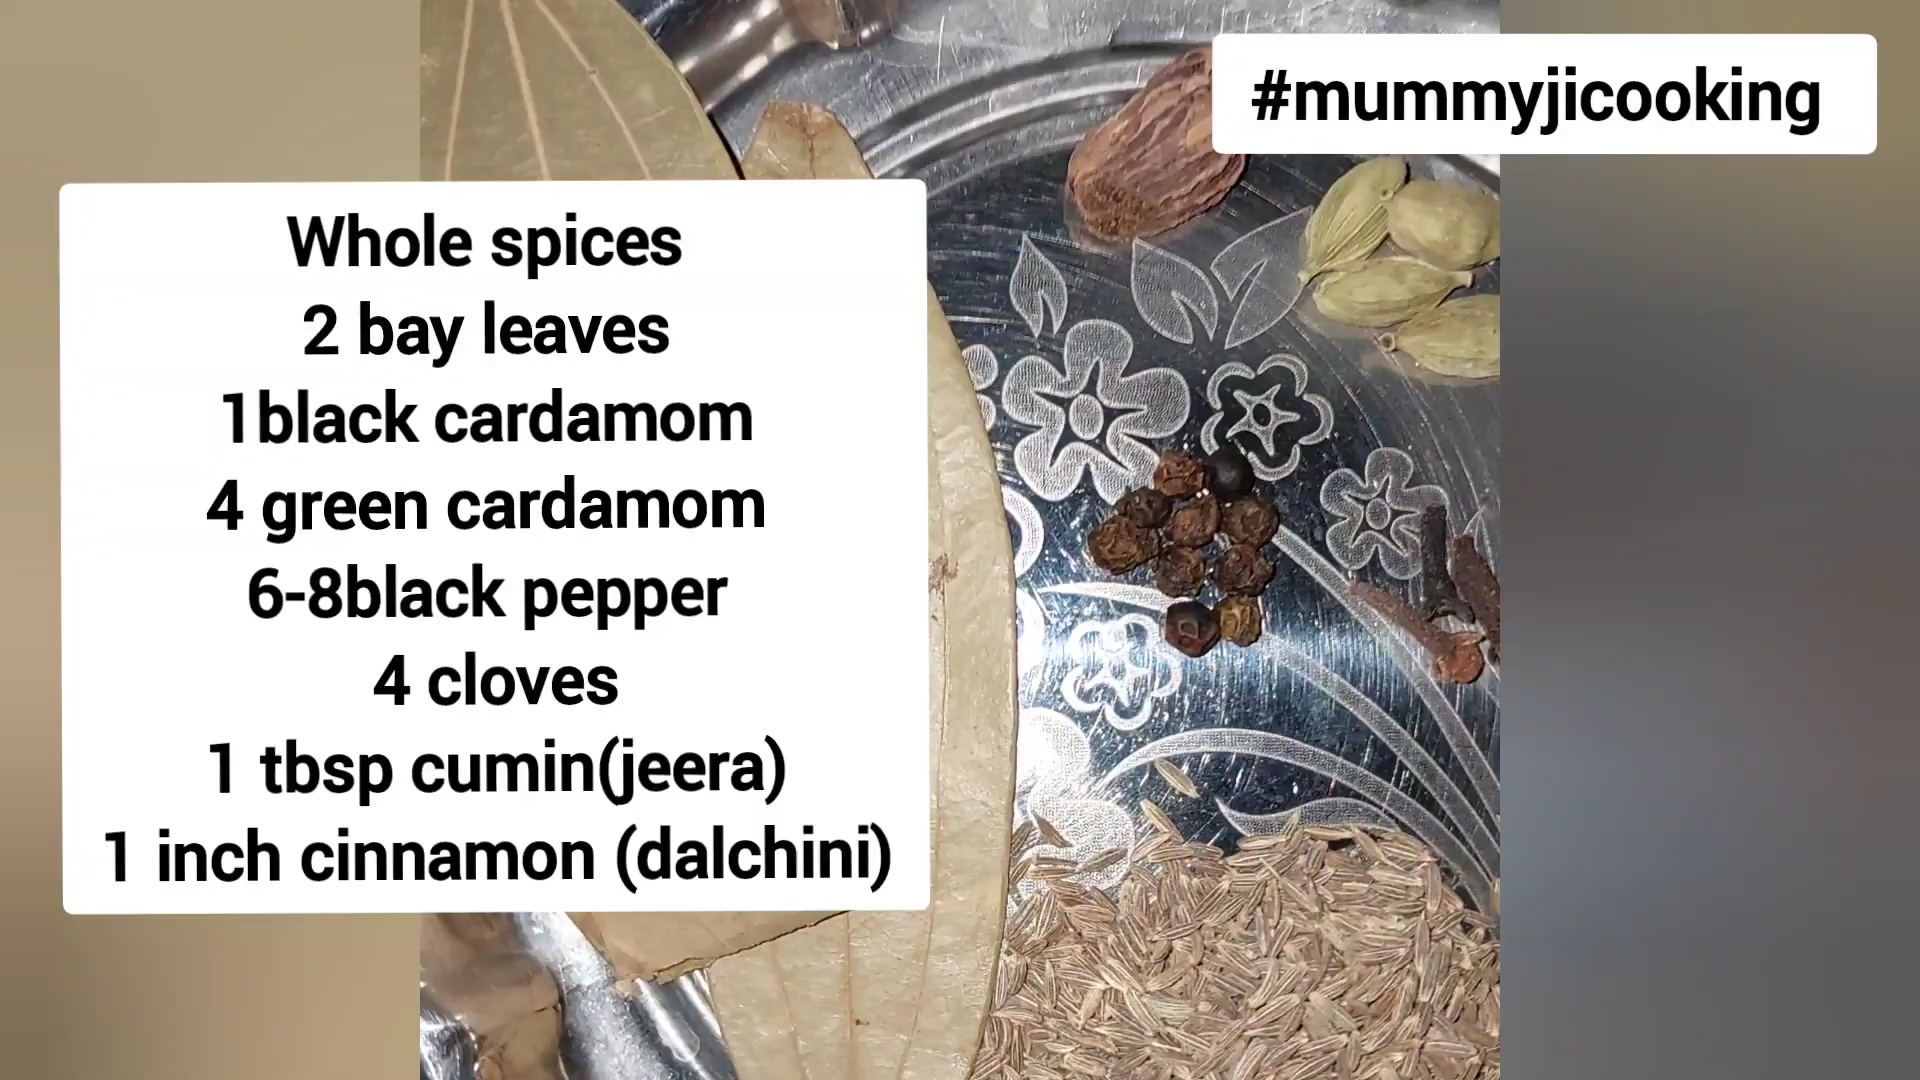 #mummyjicooking
Whole spices
2 bay leaves
1black cardamom
4 green cardamom
6-8black pepper
4 cloves
1 tbsp cumin(jeera)
1 inch cinnamon (dalchini)